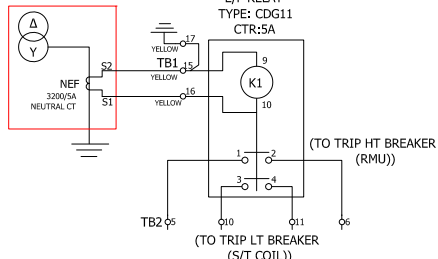 E/F RELAY
TYPE: CDG11
CTR:5A
Δ
Y
17
YELLOW
S2
TB1
15
YELLOW
9
K1
NEF
3200/5A
NEUTRAL CT
S1
16
YELLOW
10
(TO TRIP HT BREAKER
(RMU))
1
2
3
4
TB2
5
10
11
6
(TO TRIP LT BREAKER
(S/T COIL))